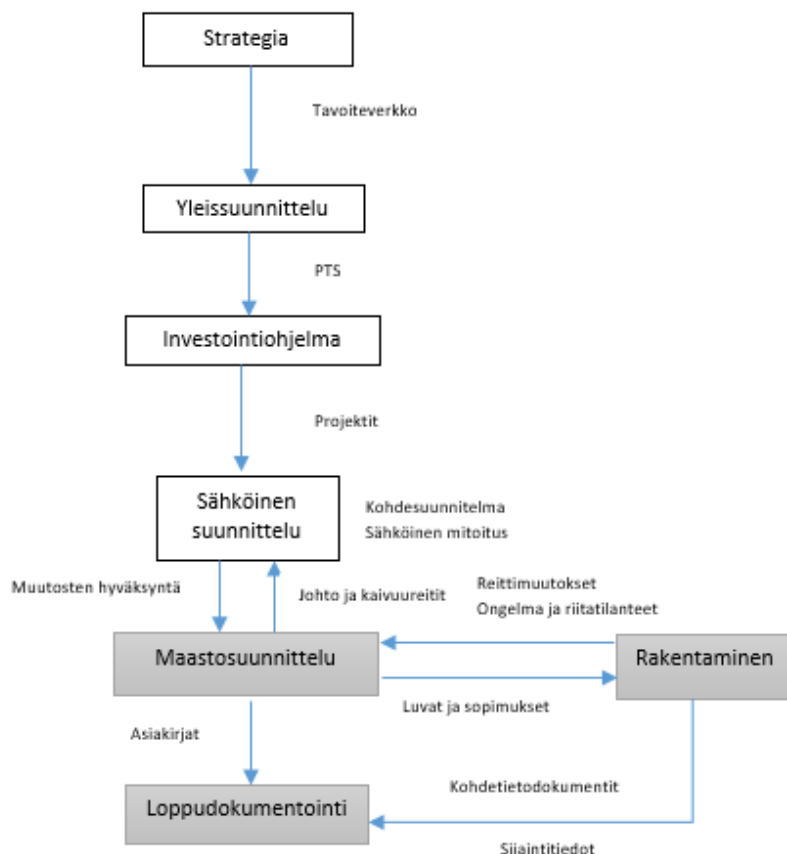 Strategia
Tavoiteverkko
Yleissuunnittelu
PTS
Investointiohjelma
Projektit
Sähköinen
suunnittelu
Kohdesuunnitelma
Sähköinen mitoitus
Muutosten hyväksyntä
Johto ja kaivuureitit
Reittimuutokset
Ongelma ja riitatilanteet
Maastosuunnittelu
Rakentaminen
Luvat ja sopimukset
Asiakirjat
Kohdetietodokumentit
Loppudokumentointi
Sijaintitiedot